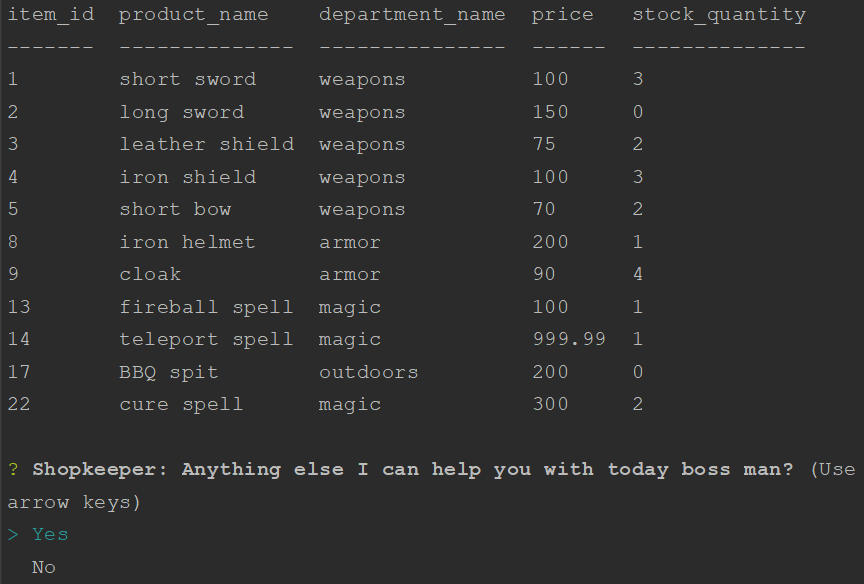 item_id  product_name    department_name  price   stock_quantity
-------  --------------  ---------------  ------  --------------
1        short sword     weapons          100     3
2        long sword      weapons          150     0
3        leather shield  weapons          75      2
4        iron shield     weapons          100     3
5        short bow       weapons          70      2
8        iron helmet     armor            200     1
9        cloak           armor            90      4
13       fireball spell  magic            100     1
14       teleport spell  magic            999.99  1
17       BBQ spit        outdoors         200     0
22       cure spell      magic            300     2
? Shopkeeper: Anything else I can help you with today boss man? (Use
arrow keys)
> Yes
  No